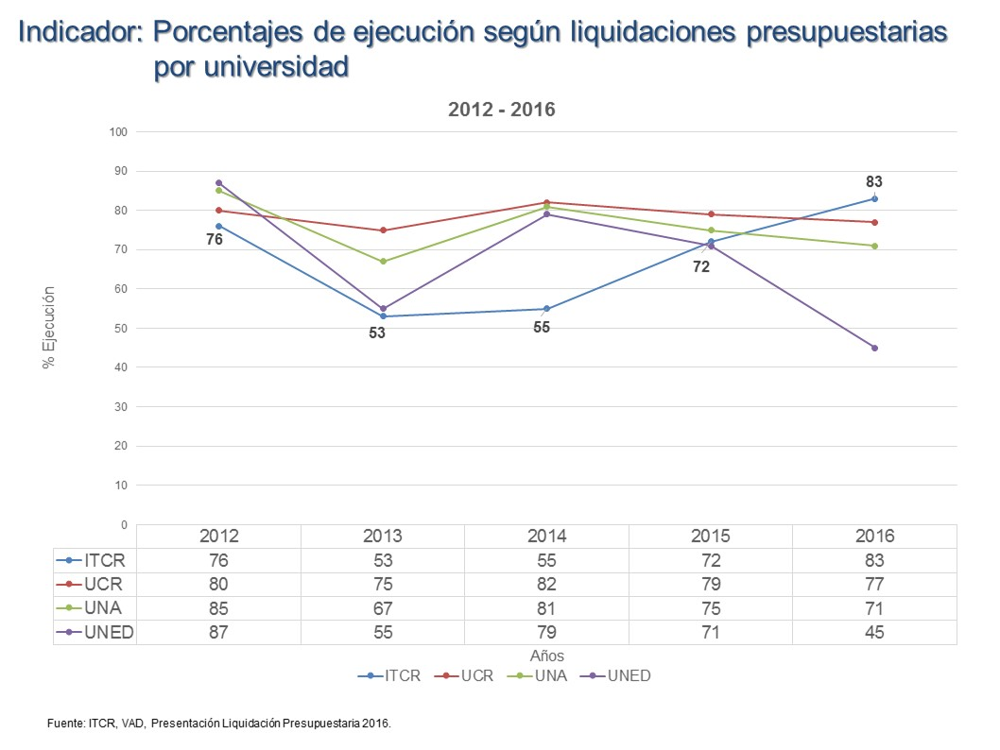 Indicador: Porcentajes de ejecución según liquidaciones presupuestarias
por universidad
2012 - 2016
100
90
80
70
60
50
40
30
20
10
0
% Ejecución
76
53
55
72
83
2012 2013 2014 2015 2016
ITCR 76 53 55 72 83
UCR 80 75 82 79 77
UNA 85 67 81 75 71
UNED 87 55 79 71 45
Años
ITCR UCR UNA UNED
Fuente: ITCR, VAD, Presentación Liquidación Presupuestaria 2016.